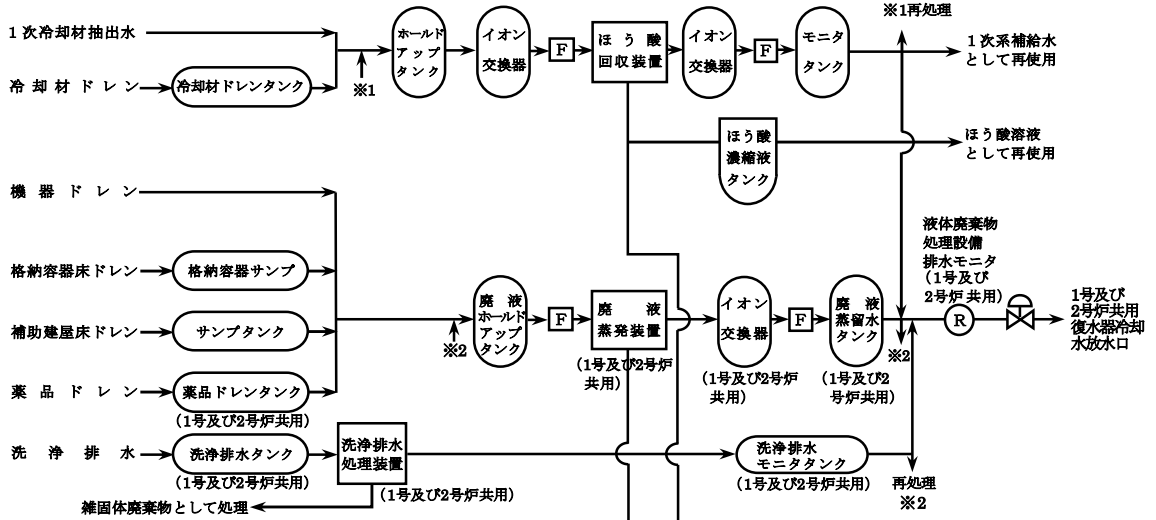 ※1再処理
1次冷却材抽出水
ホールド
アップ
タンク
イオン
交換器
F
ほう酸
回収装置
イオン
交換器
F
モニタ
タンク
1次系補給水
として再使用
冷却材ドレン
冷却材ドレンタンク
※1
ほう酸
濃縮液
タンク
ほう酸溶液
として再使用
機器ドレン
格納容器床ドレン
格納容器サンプ
補助建屋床ドレン
サンプタンク
※2
廃液
ホールド
アップ
タンク
F
廃液
蒸発装置
(1号及び2号炉
共用)
イオン
交換器
(1号及び2号炉
共用)
F
廃液
蒸留水
タンク
(1号及び2
号炉共用)
※2
液体廃棄物
処理設備
排水モニタ
(1号及び
2号炉共用)
R
1号及び
2号炉共用
復水器冷却
水放水口
薬品ドレン
薬品ドレンタンク
(1号及び2号炉共用)
洗浄排水
洗浄排水タンク
(1号及び2号炉共用)
洗浄排水
処理装置
(1号及び2号炉共用)
雑固体廃棄物として処理
洗浄排水
モニタタンク
(1号及び2号炉共用)
再処理
※2